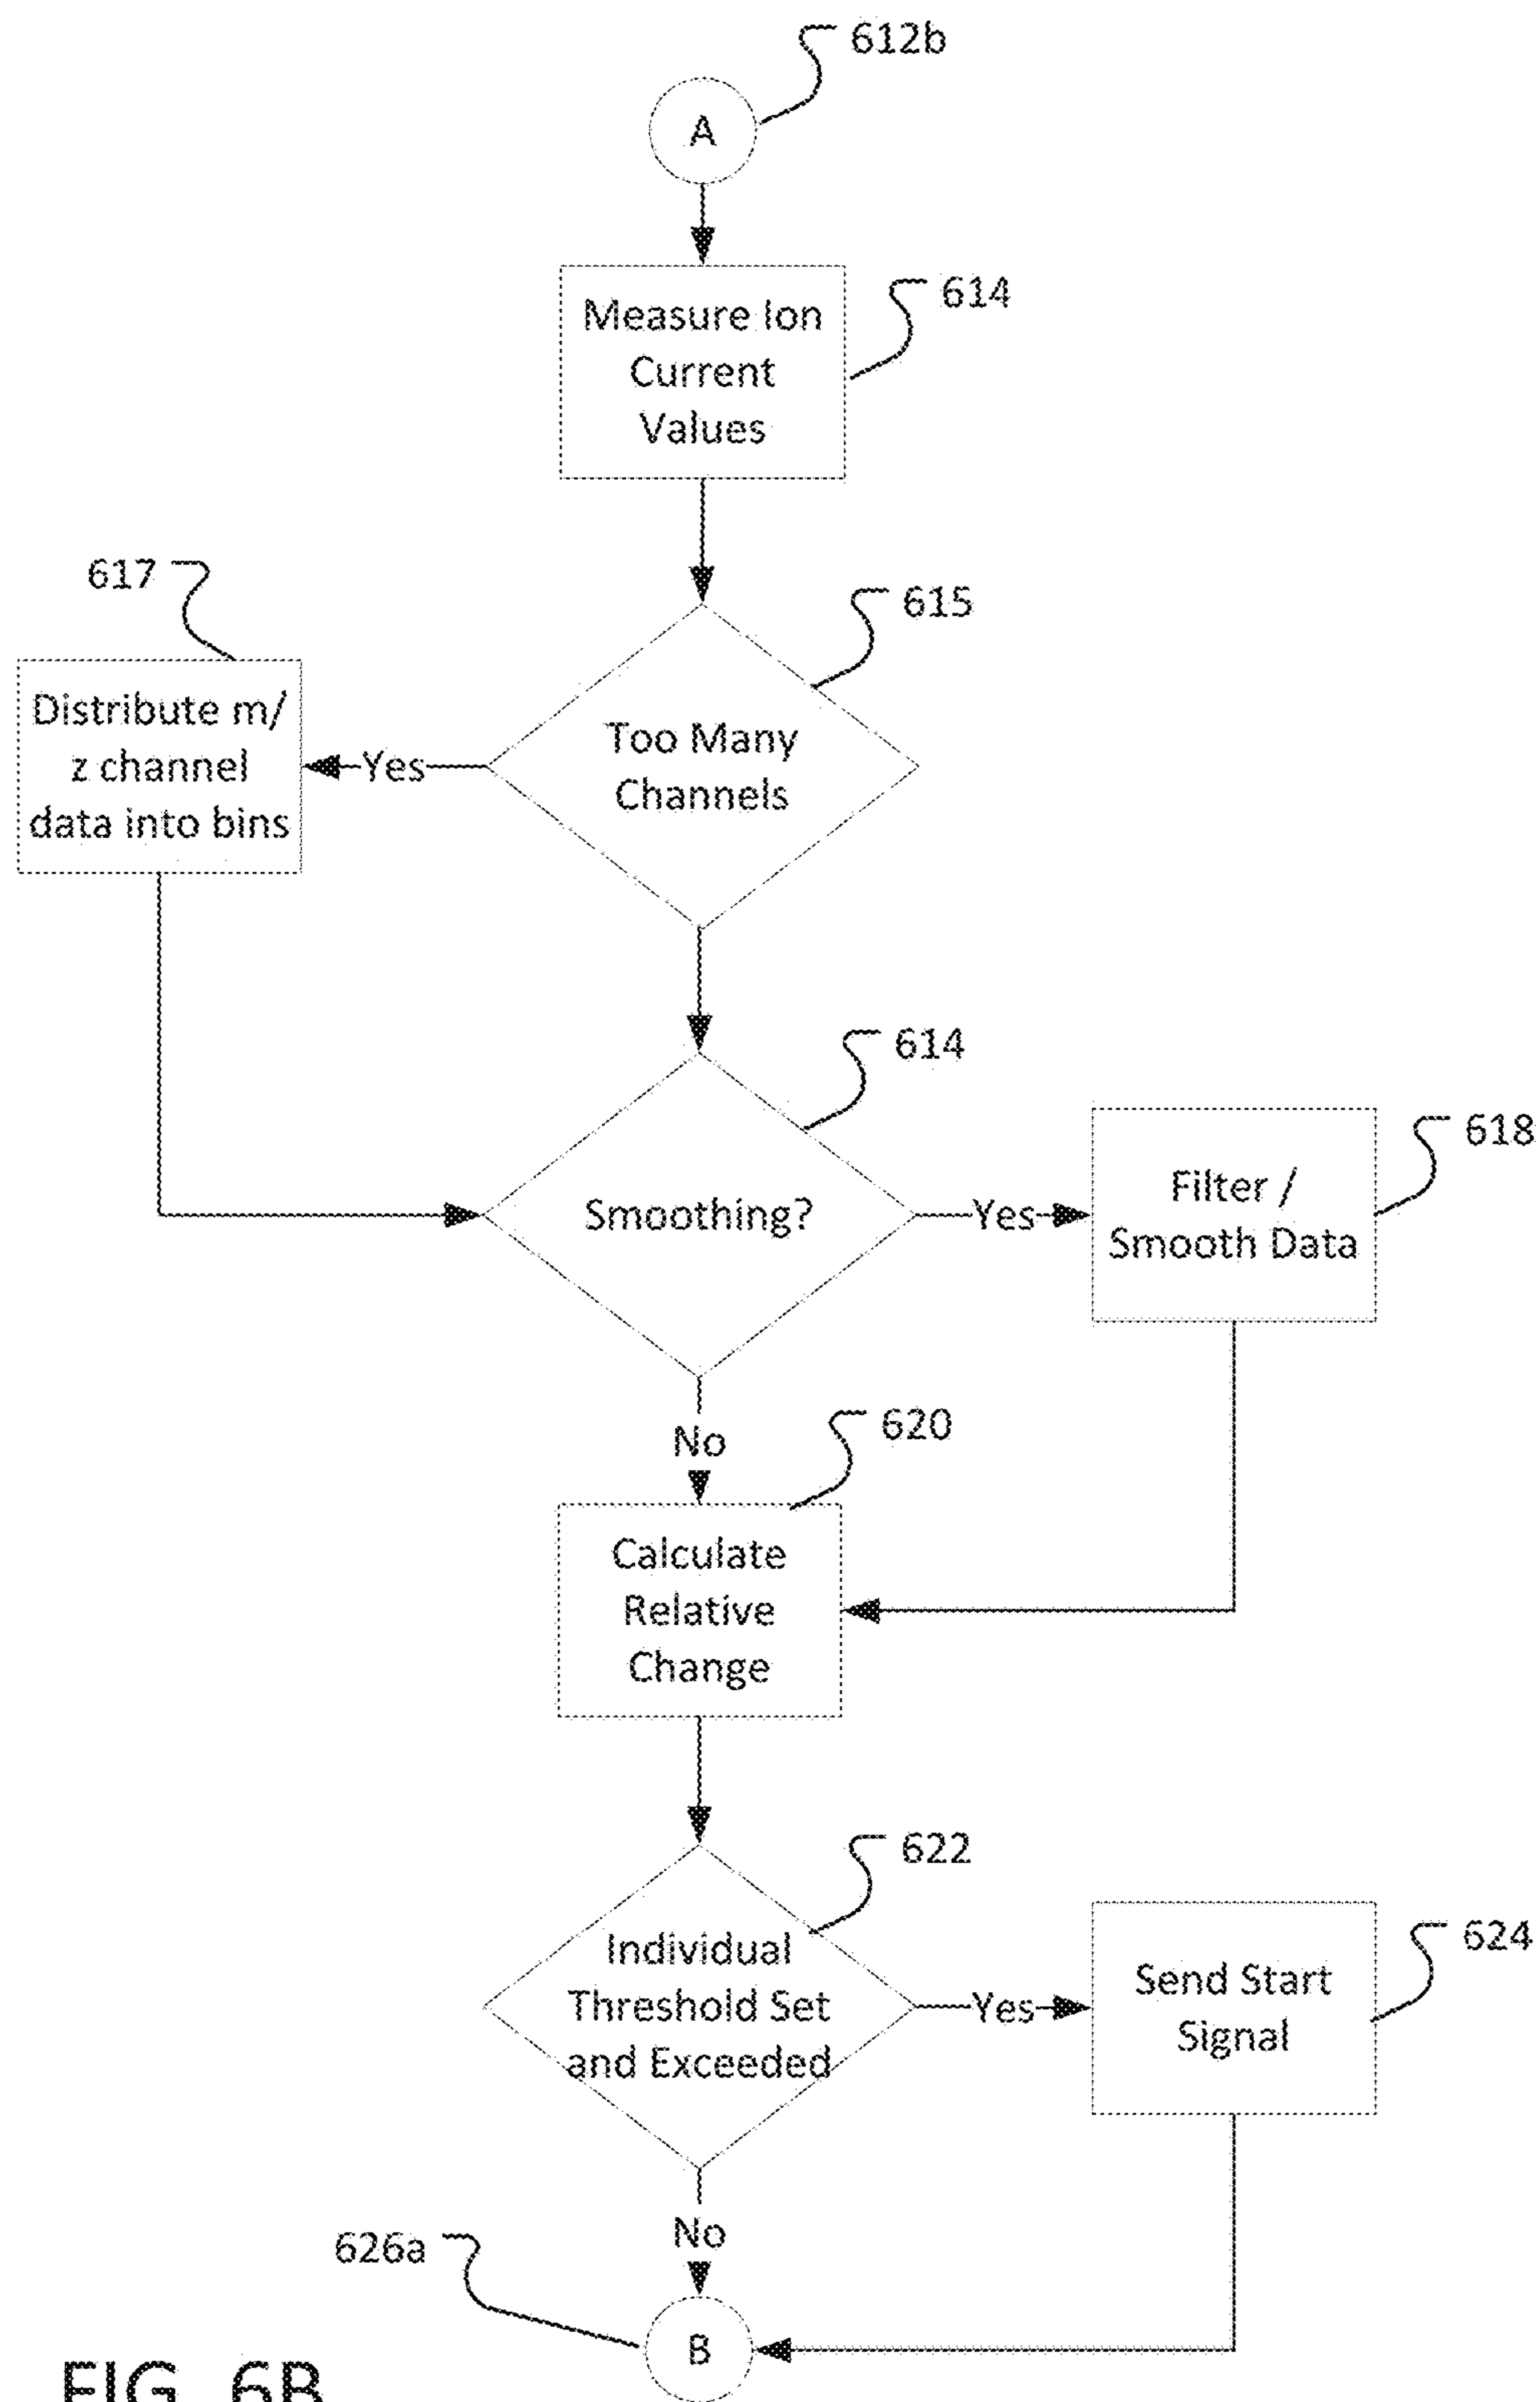 612b
A
Measure Ion
Current
Values
614
617
615
Distribute m/
z channel
data into bins
Yes
Too Many
Channels
614
618
Smoothing?
Yes
Filter /
Smooth Data
No
620
Calculate
Relative
Change
622
624
Individual
Threshold Set
and Exceeded
Yes
Send Start
Signal
No
626a
B
FIG. 6B